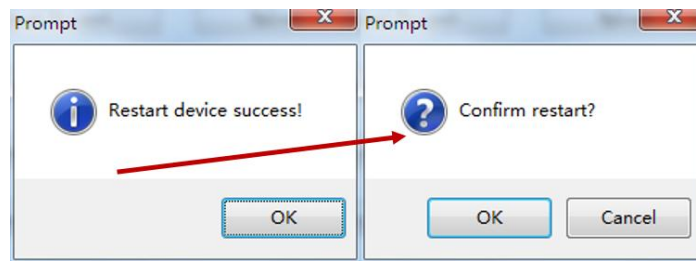 Prompt
Restart device success!
OK
Prompt
Confirm restart?
OK
Cancel